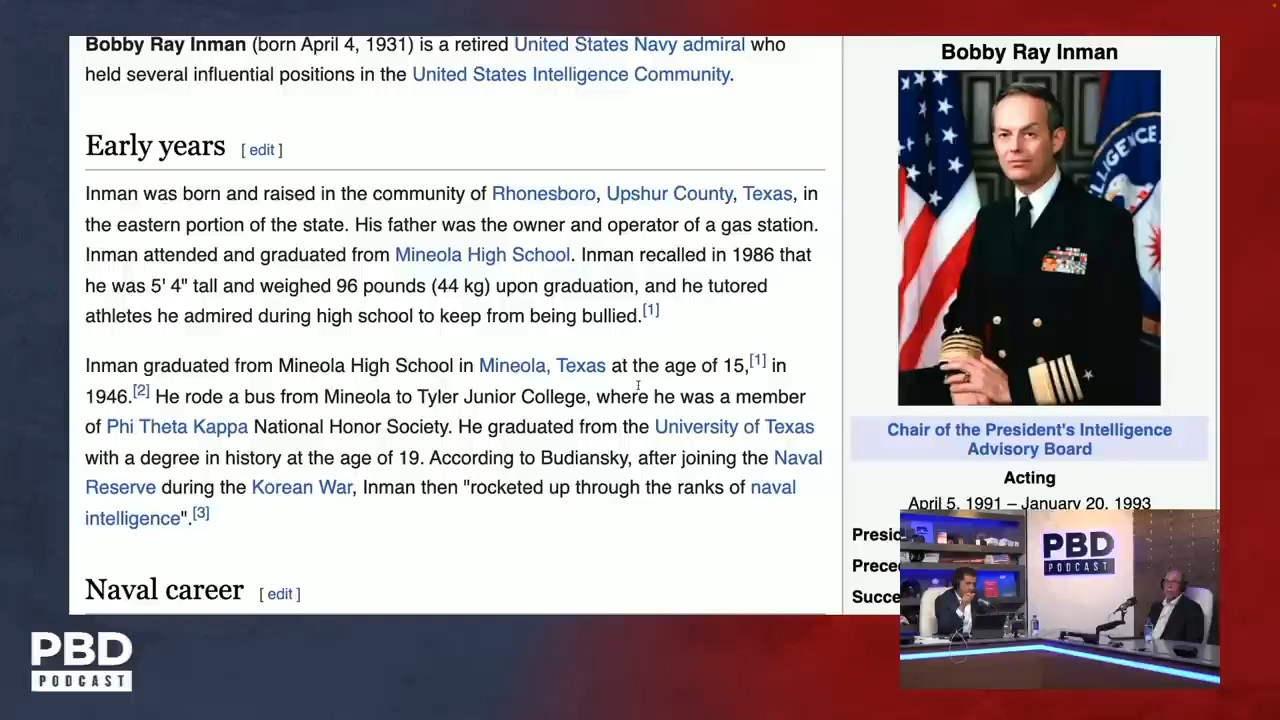 Bobby Ray Inman (born April 4, 1931) is a retired United States Navy admiral who
held several influential positions in the United States Intelligence Community.
Early years [ edit ]
Inman was born and raised in the community of Rhonesboro, Upshur County, Texas, in
the eastern portion of the state. His father was the owner and operator of a gas station.
Inman attended and graduated from Mineola High School. Inman recalled in 1986 that
he was 5' 4" tall and weighed 96 pounds (44 kg) upon graduation, and he tutored
athletes he admired during high school to keep from being bullied.[1]
Inman graduated from Mineola High School in Mineola, Texas at the age of 15,[1] in
1946.[2] He rode a bus from Mineola to Tyler Junior College, where he was a member
of Phi Theta Kappa National Honor Society. He graduated from the University of Texas
with a degree in history at the age of 19. According to Budiansky, after joining the Naval
Reserve during the Korean War, Inman then "rocketed up through the ranks of naval
intelligence".[3]
Naval career [ edit ]
Bobby Ray Inman
Chair of the President's Intelligence
Advisory Board
Acting
April 5, 1991 – January 20, 1993
Presi
Prece
Succe
PBD
PODCAST
PBD
PODCAST